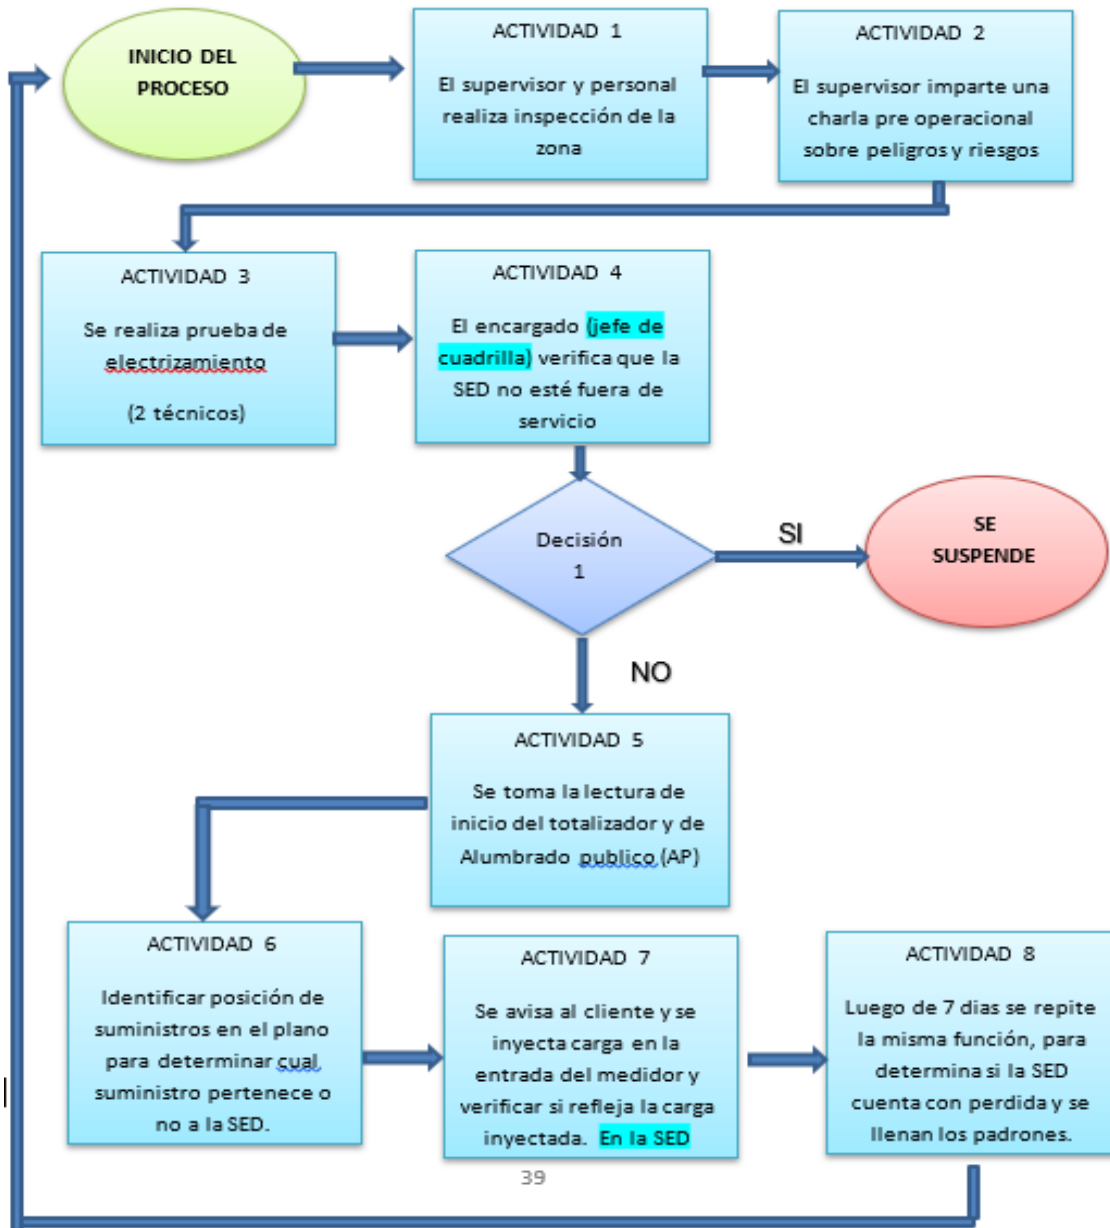 INICIO DEL
PROCESO
ACTIVIDAD 1
El supervisor y personal
realiza inspección de la
zona
ACTIVIDAD 2
El supervisor imparte una
charla pre operacional
sobre peligros y riesgos
ACTIVIDAD 3
Se realiza prueba de
electrizamiento
(2 técnicos)
ACTIVIDAD 4
El encargado (jefe de
cuadrilla) verifica que la
SED no esté fuera de
servicio
Decisión
1
SI
SE
SUSPENDE
NO
ACTIVIDAD 5
Se toma la lectura de
inicio del totalizador y de
Alumbrado publico (AP)
ACTIVIDAD 6
Identificar posición de
suministros en el plano
para determinar cual
suministro pertenece o
no a la SED.
ACTIVIDAD 7
Se avisa al cliente y se
inyecta carga en la
entrada del medidor y
verificar si refleja la carga
inyectada. En la SED
ACTIVIDAD 8
Luego de 7 dias se repite
la misma función, para
determina si la SED
cuenta con perdida y se
llenan los padrones.
39